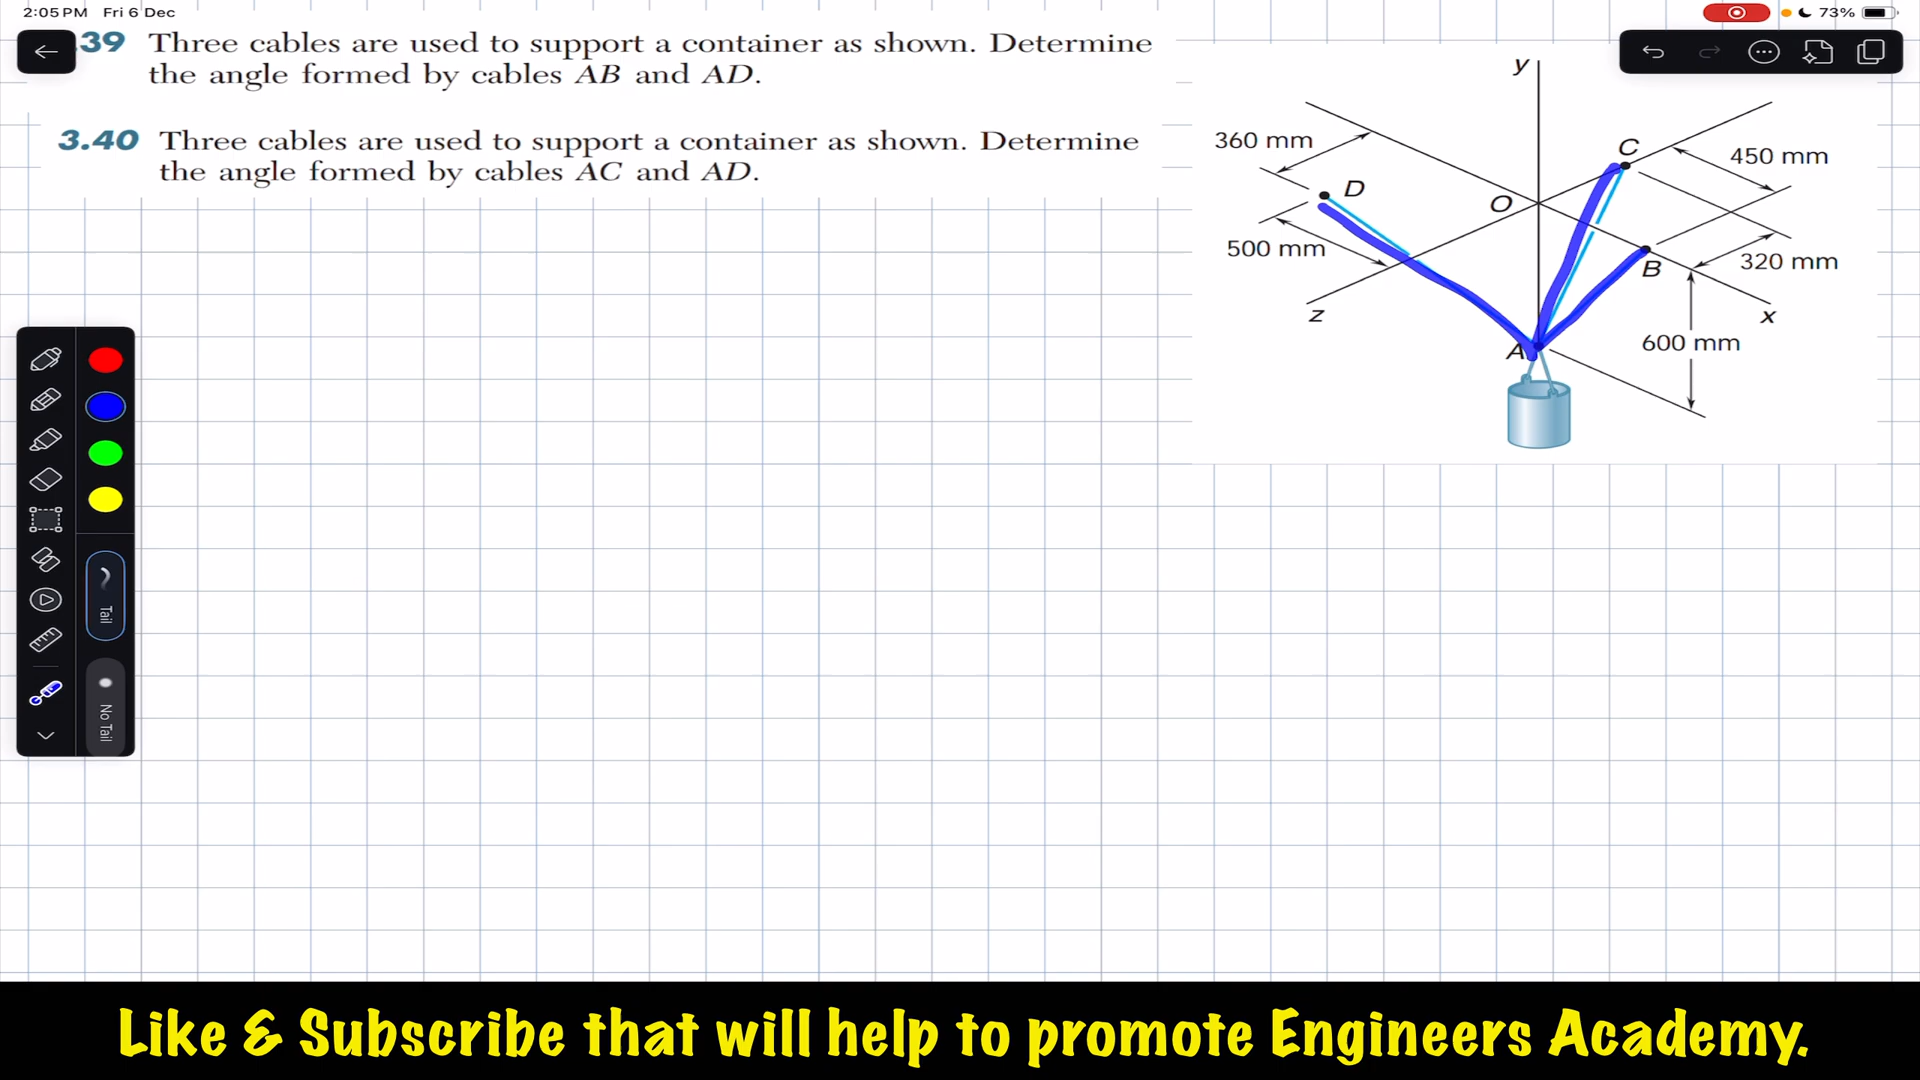 2:05 PM Fri 6 Dec
73%
.39 Three cables are used to support a container as shown. Determine
the angle formed by cables AB and AD.
3.40 Three cables are used to support a container as shown. Determine
the angle formed by cables AC and AD.
y
360 mm
C
450 mm
D
O
500 mm
B
320 mm
z
x
600 mm
A
Tail
No Tail
Like & Subscribe that will help to promote Engineers Academy.